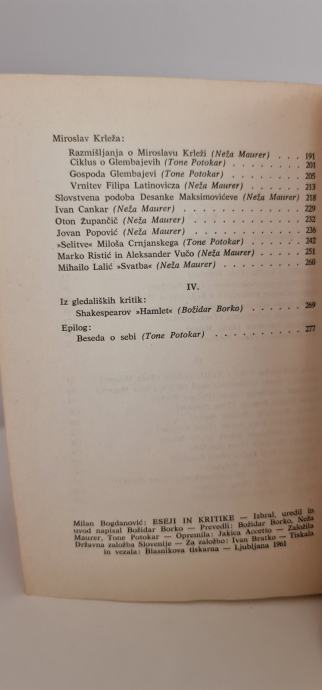 Miroslav Krleža:
Razmišljanja o Miroslavu Krleži (Neža Maurer) . . . 191
Ciklus o Glembajevih (Tone Potokar) . . . . . . . 201
Gospoda Glembajevi (Tone Potokar) . . . . . . . 205
Vrnitev Filipa Latinovicza (Neža Maurer) . . . . . 213
Slovstvena podoba Desanke Maksimovićeve (Neža Maurer) 218
Ivan Cankar (Neža Maurer) . . . . . . . . . . 229
Oton Župančič (Neža Maurer) . . . . . . . . . 232
Jovan Popović (Neža Maurer) . . . . . . . . . 236
»Selitve« Miloša Crnjanskega (Tone Potokar) . . . . 242
Marko Ristić in Aleksander Vučo (Neža Maurer) . . . 251
Mihailo Lalić »Svatba« (Neža Maurer) . . . . . . . 260
IV.
Iz gledaliških kritik:
Shakespearov »Hamlet« (Božidar Borko) . . . . . . 269
Epilog:
Beseda o sebi (Tone Potokar) . . . . . . . . . . 277
Milan Bogdanović: ESEJI IN KRITIKE — Izbral, uredil in
uvod napisal Božidar Borko — Prevedli: Božidar Borko, Neža
Maurer, Tone Potokar — Opremila: Jakica Accetto — Založila
Državna založba Slovenije — Za založbo: Ivan Bratko — Tiskala
in vezala: Blasnikova tiskarna — Ljubljana 1961